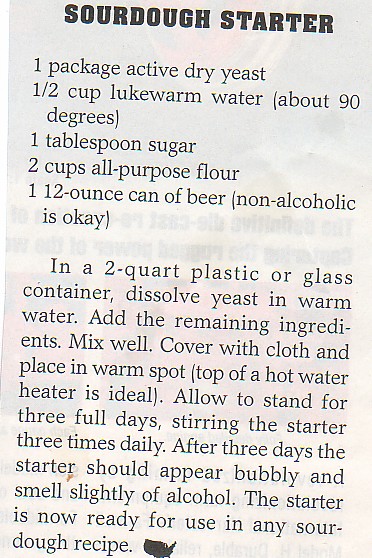 SOURDOUGH STARTER
1 package active dry yeast
1/2 cup lukewarm water (about 90
degrees)
1 tablespoon sugar
2 cups all-purpose flour
1 12-ounce can of beer (non-alcoholic
is okay)
In a 2-quart plastic or glass
container, dissolve yeast in warm
water. Add the remaining ingredi-
ents. Mix well. Cover with cloth and
place in warm spot (top of a hot water
heater is ideal). Allow to stand for
three full days, stirring the starter
three times daily. After three days the
starter should appear bubbly and
smell slightly of alcohol. The starter
is now ready for use in any sour-
dough recipe.